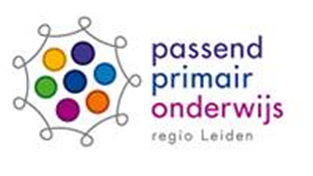 passend
primair
onderwijs
regio Leiden